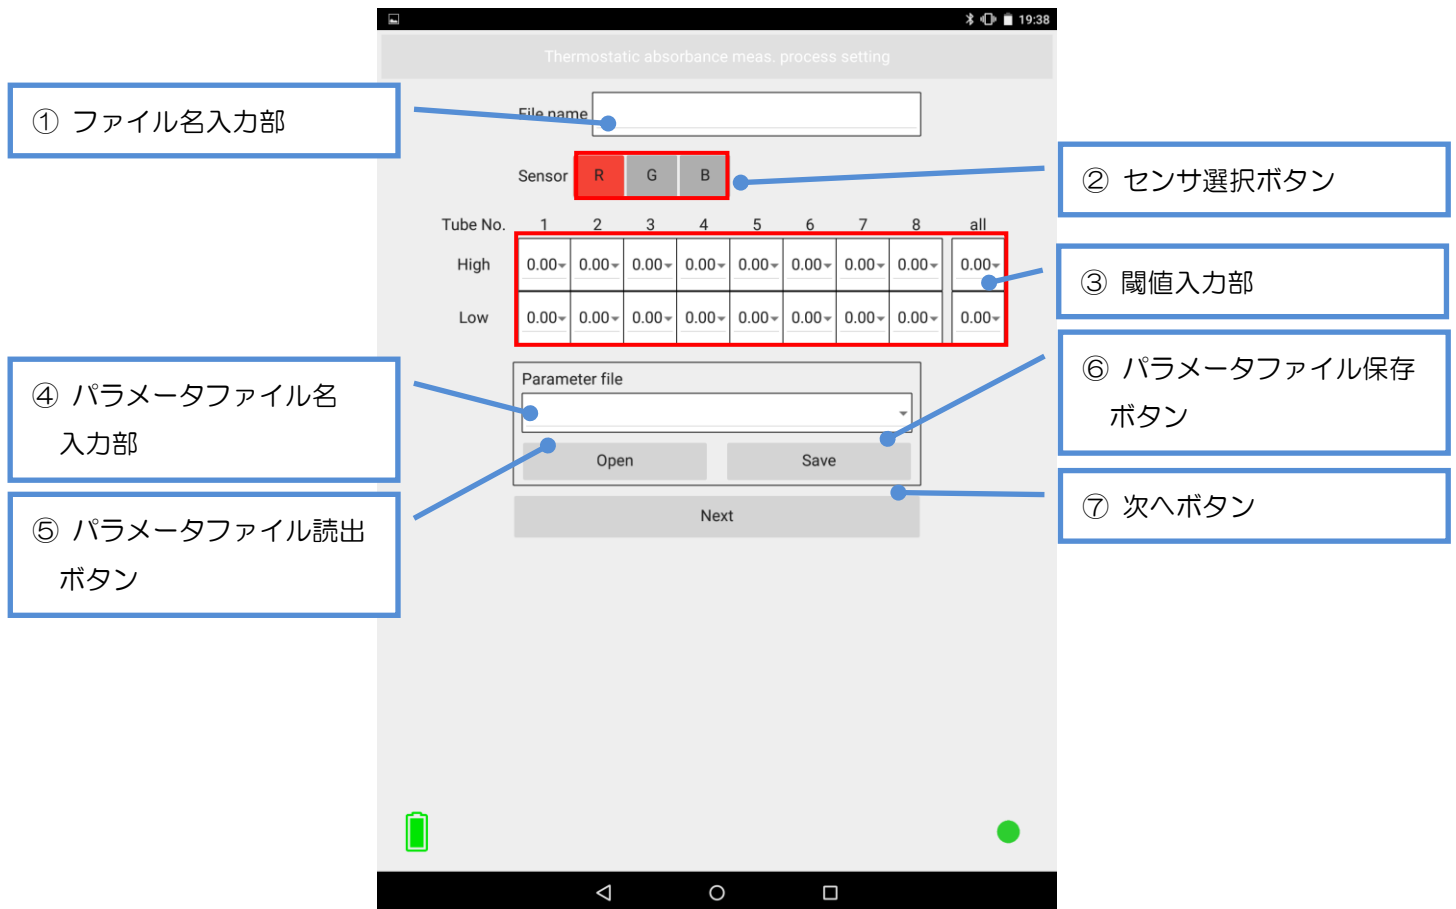 19:38
Thermostatic absorbance meas. process setting
① ファイル名入力部
File name
② センサ選択ボタン
Sensor R G B
Tube No. 1 2 3 4 5 6 7 8 all
High 0.00 0.00 0.00 0.00 0.00 0.00 0.00 0.00 0.00
③ 閾値入力部
Low 0.00 0.00 0.00 0.00 0.00 0.00 0.00 0.00 0.00
④ パラメータファイル名
入力部
Parameter file
⑥ パラメータファイル保存
ボタン
Open Save
⑤ パラメータファイル読出
ボタン
Next
⑦ 次へボタン